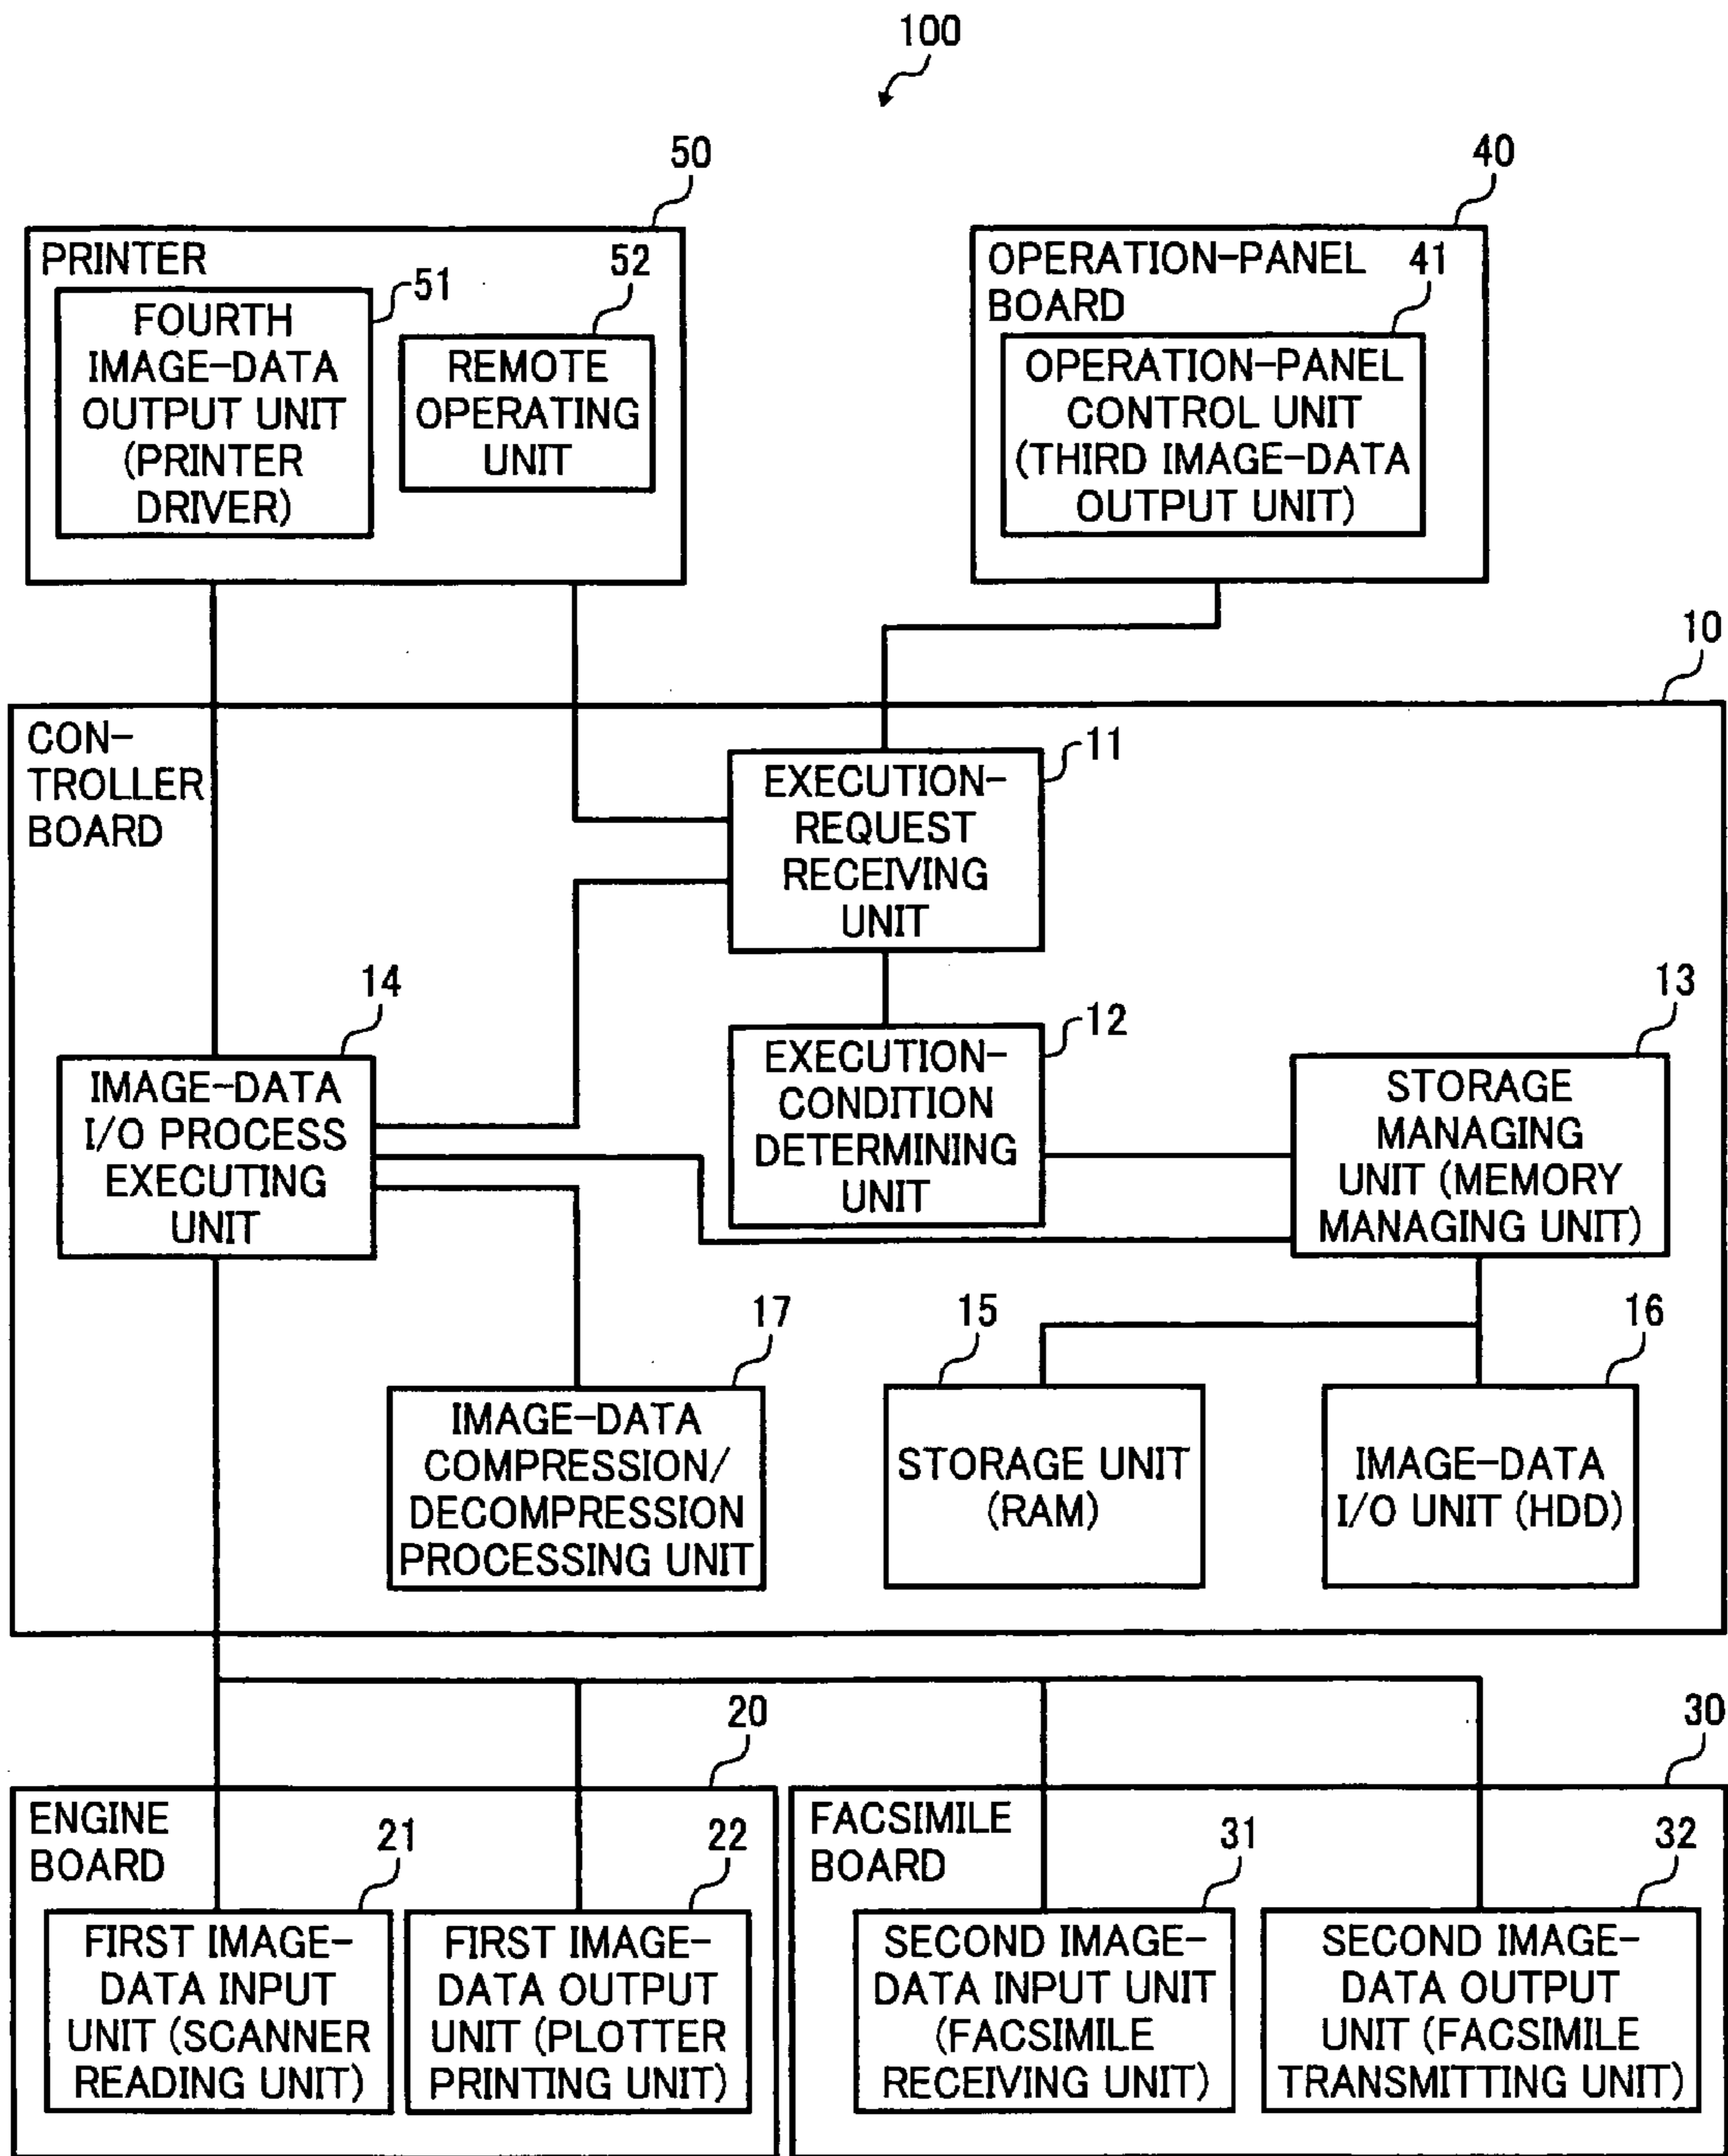 100
50
40
PRINTER
52
51
FOURTH
IMAGE-DATA
OUTPUT UNIT
(PRINTER
DRIVER)
REMOTE
OPERATING
UNIT
OPERATION-PANEL
BOARD
41
OPERATION-PANEL
CONTROL UNIT
(THIRD IMAGE-DATA
OUTPUT UNIT)
10
CON-
TROLLER
BOARD
11
EXECUTION-
REQUEST
RECEIVING
UNIT
14
IMAGE-DATA
I/O PROCESS
EXECUTING
UNIT
12
EXECUTION-
CONDITION
DETERMINING
UNIT
13
STORAGE
MANAGING
UNIT (MEMORY
MANAGING UNIT)
17
IMAGE-DATA
COMPRESSION/
DECOMPRESSION
PROCESSING UNIT
15
STORAGE UNIT
(RAM)
16
IMAGE-DATA
I/O UNIT (HDD)
20
30
ENGINE
BOARD
21
FIRST IMAGE-
DATA INPUT
UNIT (SCANNER
READING UNIT)
22
FIRST IMAGE-
DATA OUTPUT
UNIT (PLOTTER
PRINTING UNIT)
FACSIMILE
BOARD
31
SECOND IMAGE-
DATA INPUT UNIT
(FACSIMILE
RECEIVING UNIT)
32
SECOND IMAGE-
DATA OUTPUT
UNIT (FACSIMILE
TRANSMITTING UNIT)